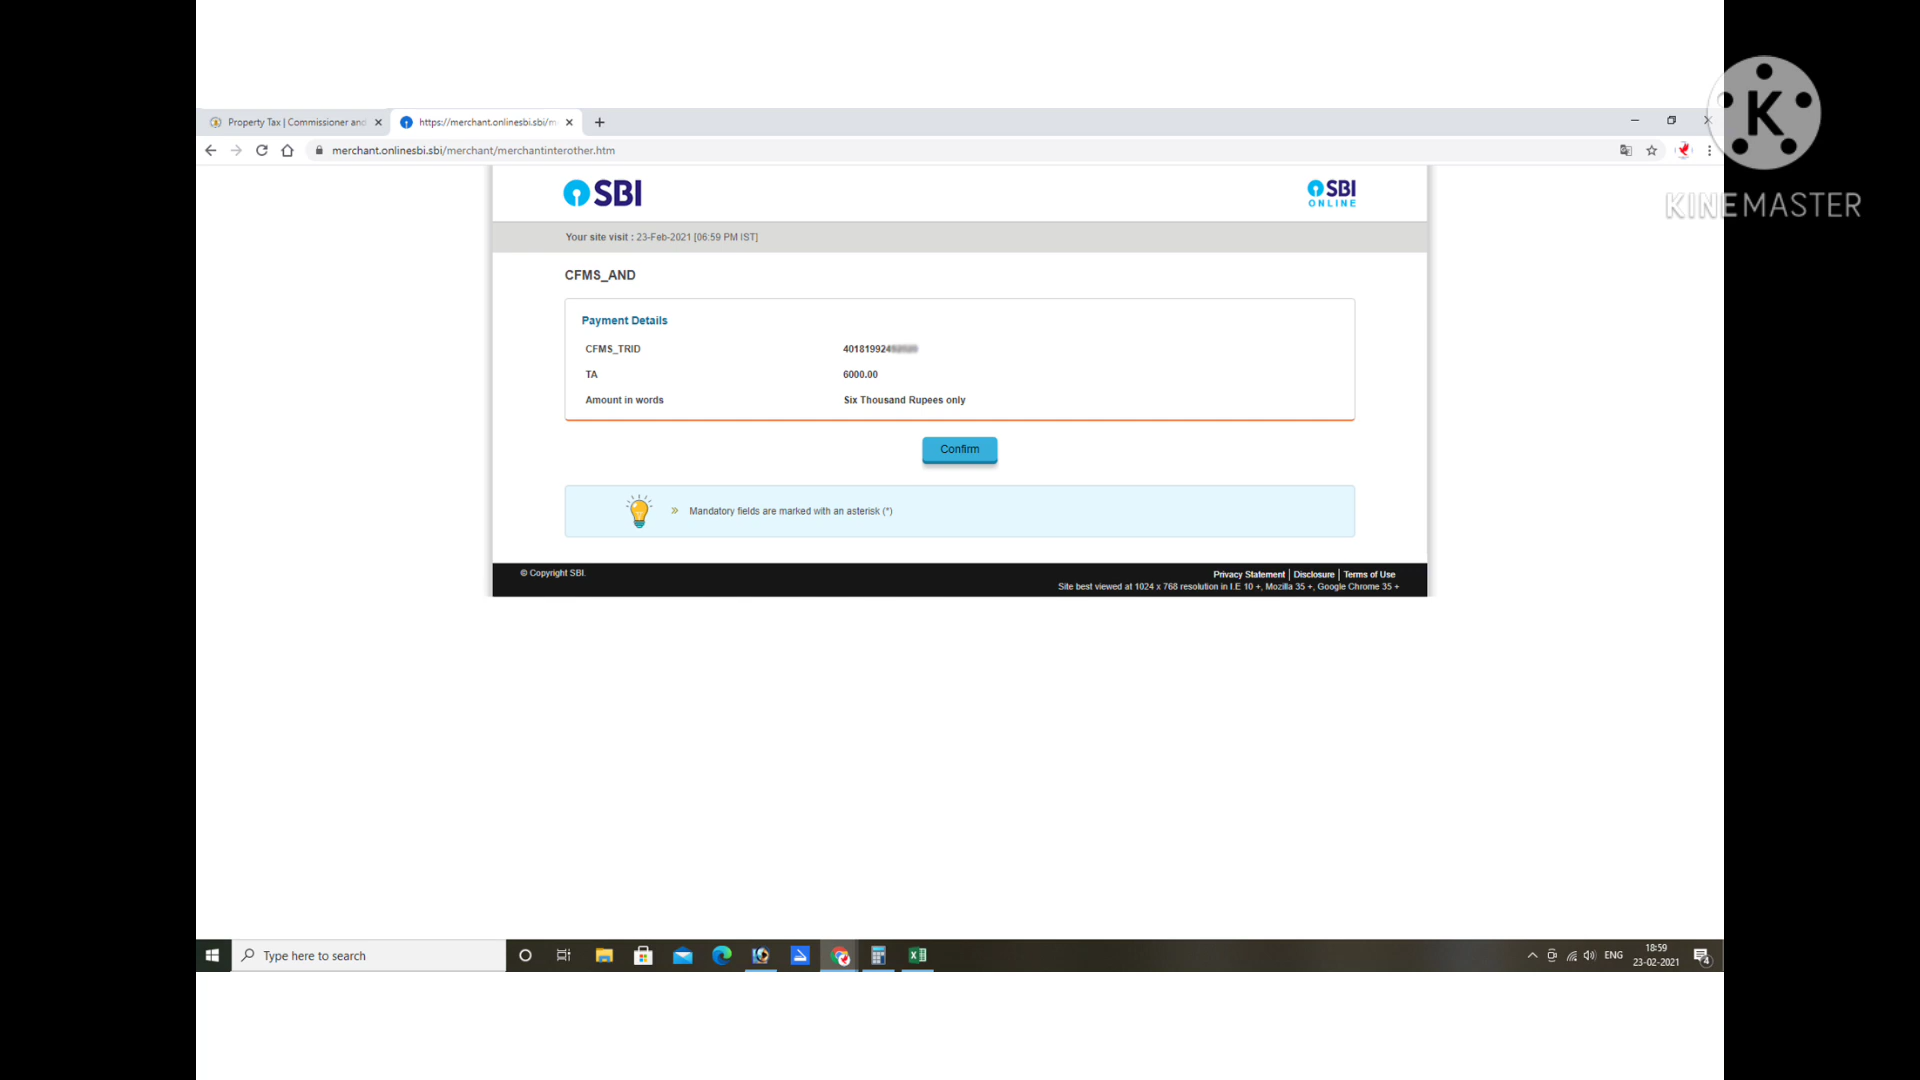 Property Tax | Commissioner and
https://merchant.onlinesbi.sbi/m
merchant.onlinesbi.sbi/merchant/merchantinterother.htm
K
KINEMASTER
SBI
SBI
ONLINE
Your site visit : 23-Feb-2021 [06:59 PM IST]
CFMS_AND
Payment Details
CFMS_TRID 40181992
TA 6000.00
Amount in words Six Thousand Rupees only
Confirm
» Mandatory fields are marked with an asterisk (*)
© Copyright SBI.
Privacy Statement | Disclosure | Terms of Use
Site best viewed at 1024 x 768 resolution in I.E 10 +, Mozilla 35 +, Google Chrome 35 +
Type here to search
ENG
18:59
23-02-2021
4